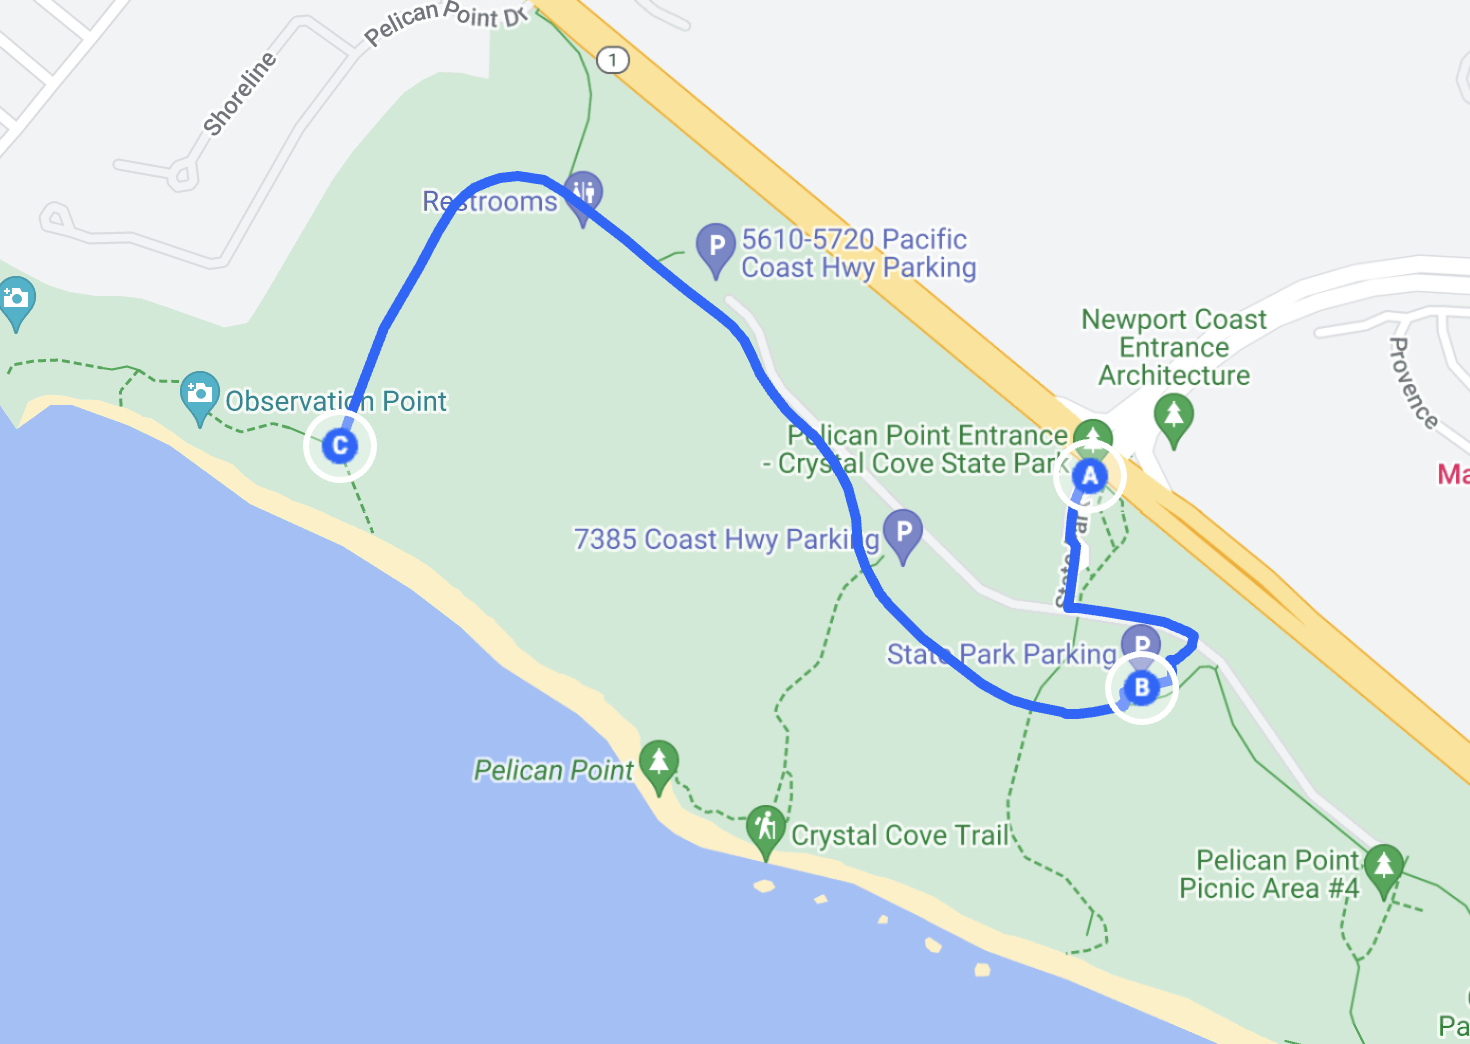 Pelican Point Dr
Shoreline
1
Restrooms
P
5610-5720 Pacific
Coast Hwy Parking
Newport Coast
Entrance
Architecture
Provence
Observation Point
C
Pelican Point Entrance
- Crystal Cove State Park
A
Ma
7385 Coast Hwy Parking
P
State
State Park Parking
P
B
Pelican Point
Crystal Cove Trail
Pelican Point
Picnic Area #4
Pa